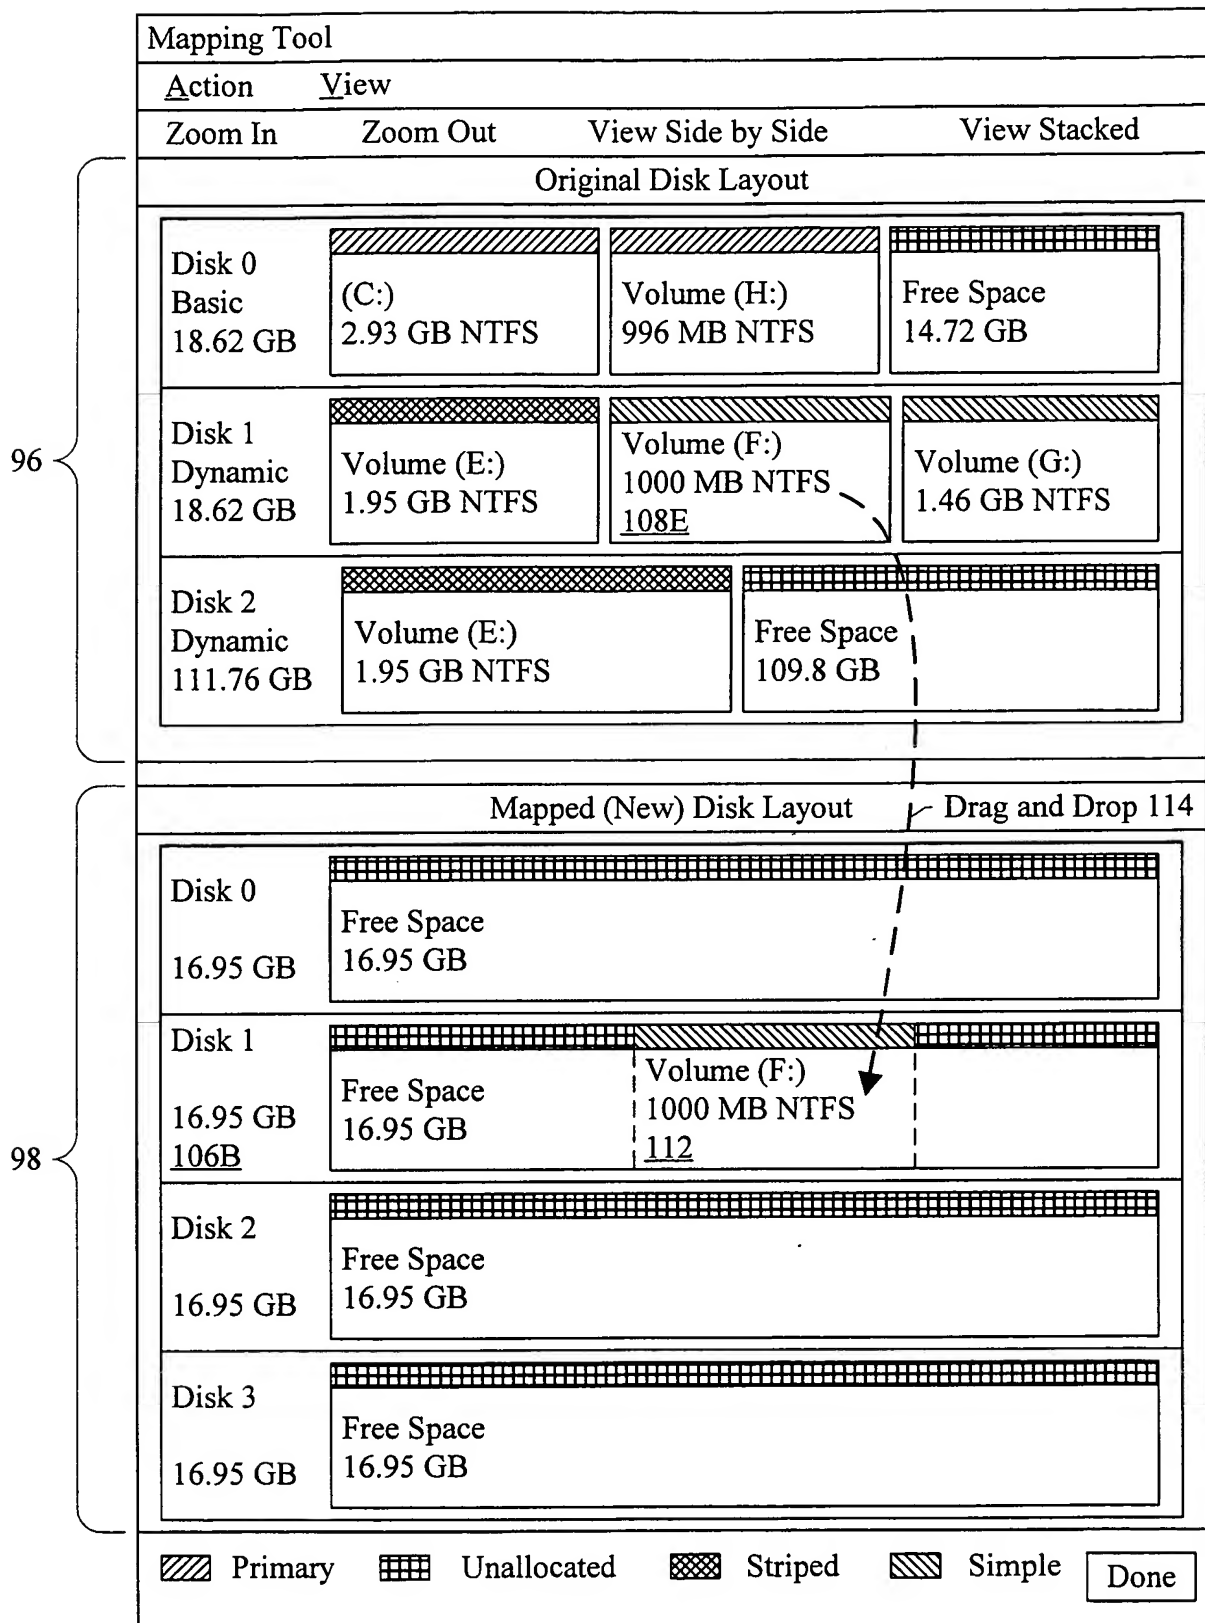 Mapping Tool
Action View
Zoom In Zoom Out View Side by Side View Stacked
Original Disk Layout
96
Disk 0
Basic
18.62 GB
(C:)
2.93 GB NTFS
Volume (H:)
996 MB NTFS
Free Space
14.72 GB
Disk 1
Dynamic
18.62 GB
Volume (E:)
1.95 GB NTFS
Volume (F:)
1000 MB NTFS
108E
Volume (G:)
1.46 GB NTFS
Disk 2
Dynamic
111.76 GB
Volume (E:)
1.95 GB NTFS
Free Space
109.8 GB
Mapped (New) Disk Layout
Drag and Drop 114
98
Disk 0
16.95 GB
Free Space
16.95 GB
Disk 1
16.95 GB
106B
Free Space
16.95 GB
Volume (F:)
1000 MB NTFS
112
Disk 2
16.95 GB
Free Space
16.95 GB
Disk 3
16.95 GB
Free Space
16.95 GB
Primary Unallocated Striped Simple Done